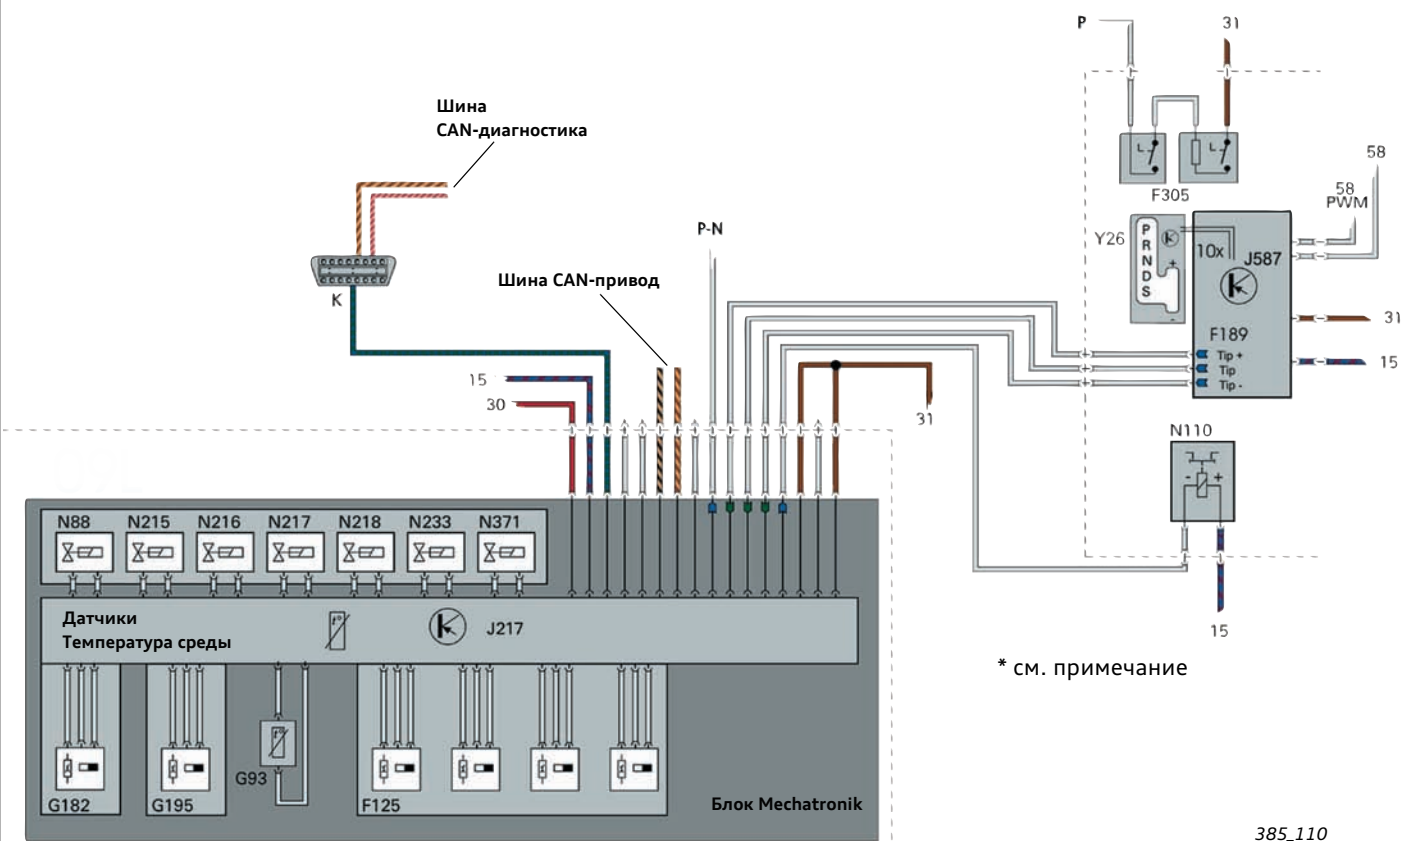 P
31
Шина
CAN-диагностика
58
58
PWM
F305
P-N
Y26
P
R
N
D
S
+
-
10x
J587
Шина CAN-привод
K
F189
31
Tip +
Tip
Tip -
15
15
30
31
N110
- +
N88 N215 N216 N217 N218 N233 N371
Датчики
Температура среды
t°
J217
15
* см. примечание
t°
G93
G182 G195 F125
Блок Mechatronik
385_110